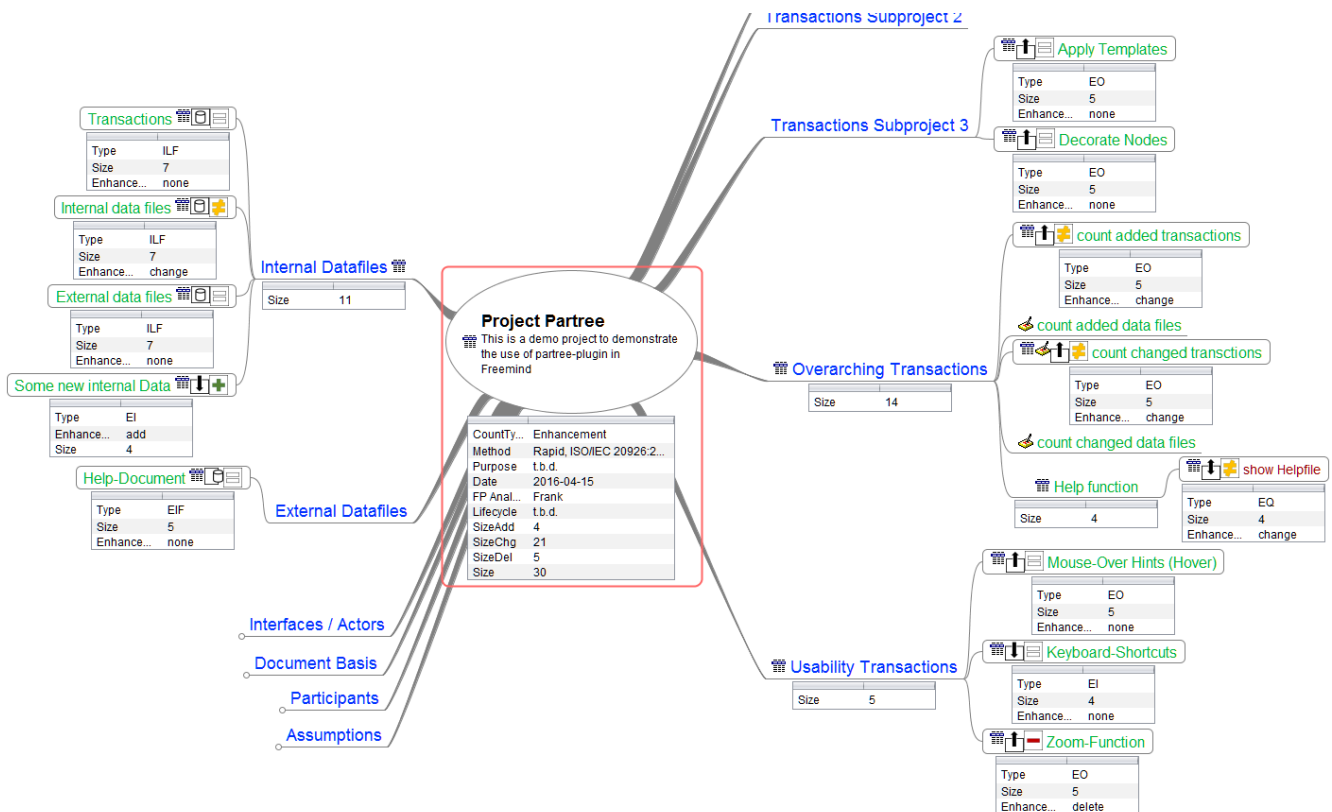 Transactions Subproject 2
Apply Templates
Type EO
Size 5
Enhance... none
Transactions Subproject 3
Decorate Nodes
Type EO
Size 5
Enhance... none
Transactions
Type ILF
Size 7
Enhance... none
Internal data files
Type ILF
Size 7
Enhance... change
Internal Datafiles
Size 11
External data files
Type ILF
Size 7
Enhance... none
Some new internal Data
Type EI
Enhance... add
Size 4
Help-Document
Type EIF
Size 5
Enhance... none
External Datafiles
Interfaces / Actors
Document Basis
Participants
Assumptions
Project Partree
This is a demo project to demonstrate
the use of partree-plugin in
Freemind
CountTy... Enhancement
Method Rapid, ISO/IEC 20926:2...
Purpose t.b.d.
Date 2016-04-15
FP Anal... Frank
Lifecycle t.b.d.
SizeAdd 4
SizeChg 21
SizeDel 5
Size 30
count added transactions
Type EO
Size 5
Enhance... change
count added data files
count changed transctions
Type EO
Size 5
Enhance... change
Overarching Transactions
Size 14
count changed data files
Help function
Size 4
show Helpfile
Type EQ
Size 4
Enhance... change
Mouse-Over Hints (Hover)
Type EO
Size 5
Enhance... none
Usability Transactions
Size 5
Keyboard-Shortcuts
Type EI
Size 4
Enhance... none
Zoom-Function
Type EO
Size 5
Enhance... delete